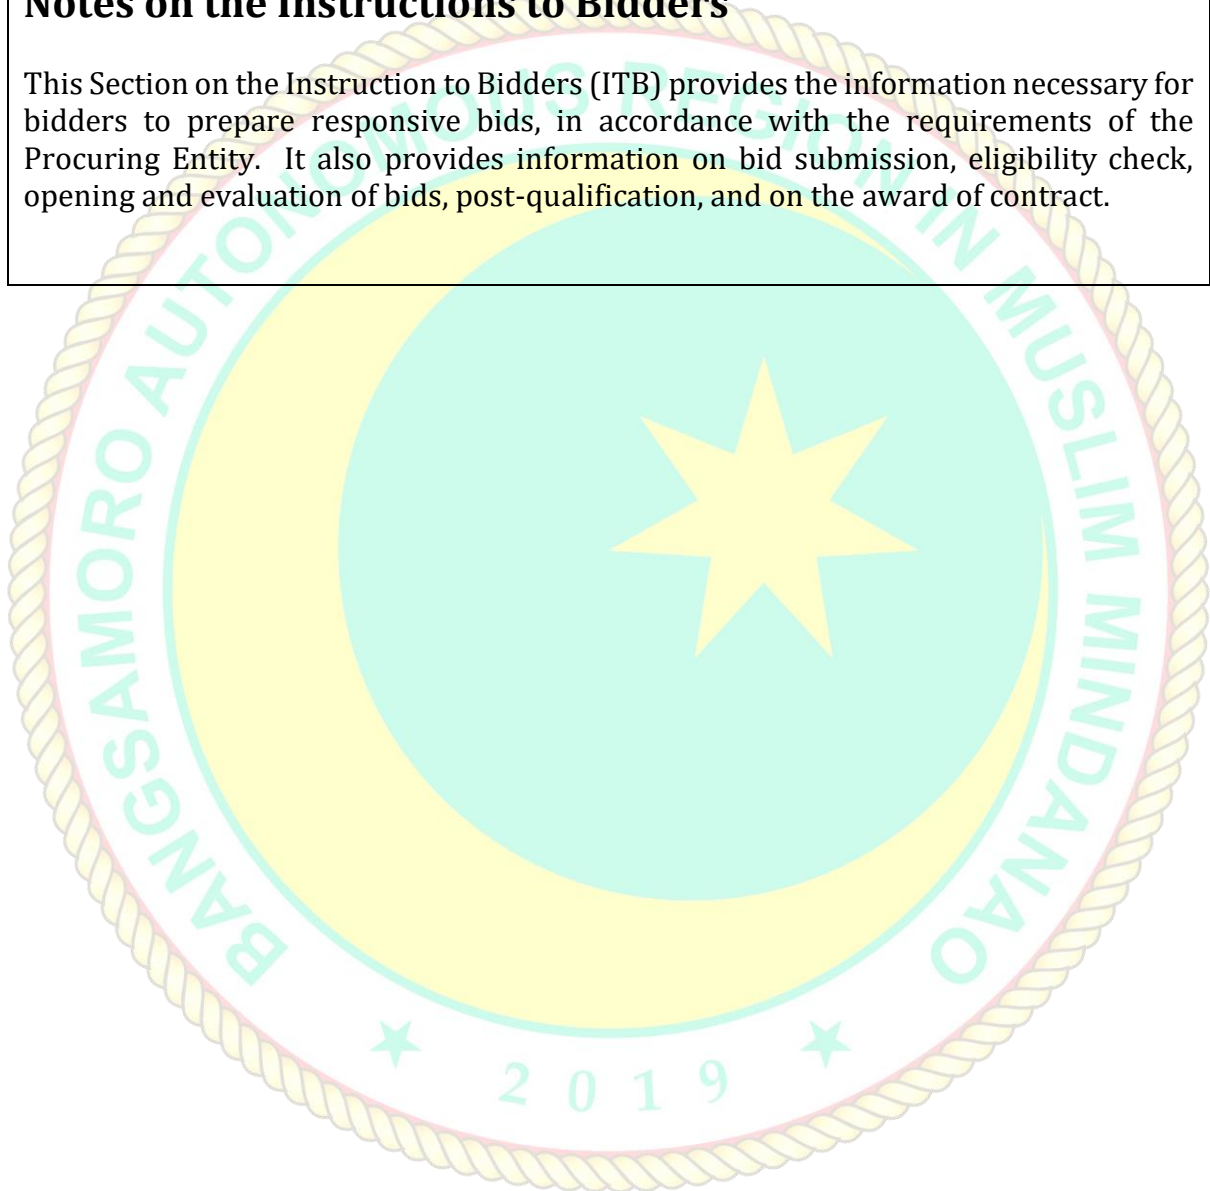 Notes on the Instructions to Bidders
This Section on the Instruction to Bidders (ITB) provides the information necessary for
bidders to prepare responsive bids, in accordance with the requirements of the
Procuring Entity. It also provides information on bid submission, eligibility check,
opening and evaluation of bids, post-qualification, and on the award of contract.
BANGSAMORO AUTONOMOUS REGION IN MUSLIM MINDANAO
2019